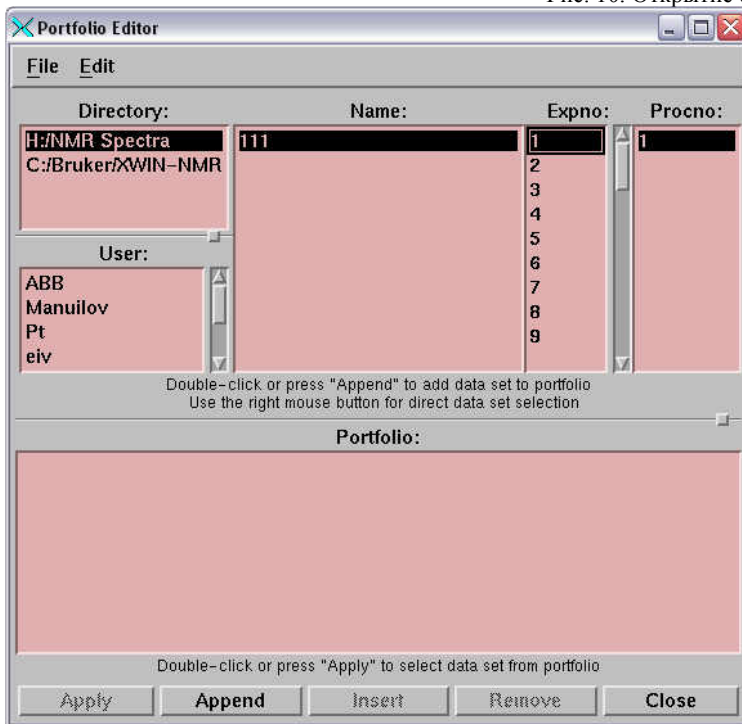 Рис. 10. Открытие
Portfolio Editor
File Edit
Directory: Name: Expno: Procno:
H:/NMR Spectra 111 1 1
C:/Bruker/XWIN-NMR 2
3
4
5
6
7
8
9
User:
ABB
Manuilov
Pt
eiv
Double-click or press "Append" to add data set to portfolio
Use the right mouse button for direct data set selection
Portfolio:
Double-click or press "Apply" to select data set from portfolio
Apply Append Insert Remove Close